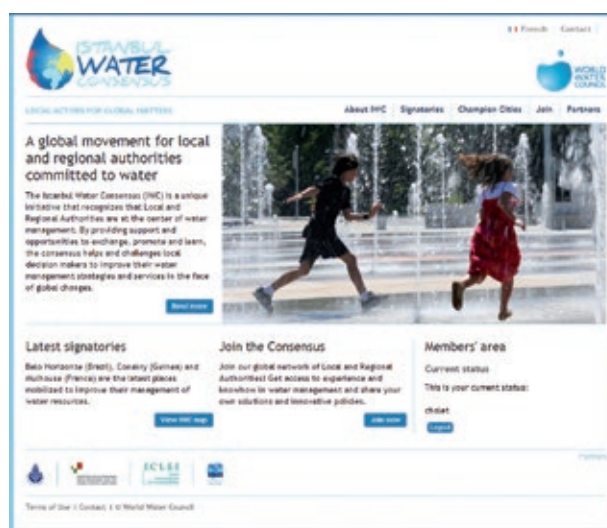 French Contact
ISTANBUL
WATER
CONSENSUS
WORLD
WATER
COUNCIL
LOCAL ACTIONS FOR GLOBAL MATTERS
About IWC Signatories Champion Cities Join Partners
A global movement for local
and regional authorities
committed to water
The Istanbul Water Consensus (IWC) is a unique
initiative that recognizes that Local and
Regional Authorities are at the center of water
management. By providing support and
opportunities to exchange, promote and learn,
the consensus helps and challenges local
decision makers to improve their water
management strategies and services in the face
of global changes.
Read more
Latest signatories
Belo Horizonte (Brazil), Conakry (Guinea) and
Mulhouse (France) are the latest places
mobilized to improve their management of
water resources.
View IWC map
Join the Consensus
Join our global network of Local and Regional
Authorities! Get access to experience and
knowhow in water management and share your
own solutions and innovative policies.
Join now
Members' area
Current status
This is your current status:
cholet
Logout
ICLEI
Terms of Use | Contact | © World Water Council